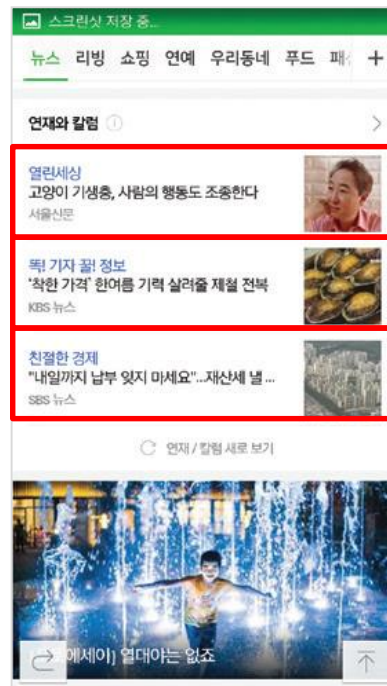 스크린샷 저장 중...
뉴스 리빙 쇼핑 연예 우리동네 푸드 패 +
연재와 칼럼
열린세상
고양이 기생충, 사람의 행동도 조종한다
서울신문
똑! 기자 꿀! 정보
'착한 가격' 한여름 기력 살려줄 제철 전복
KBS 뉴스
친절한 경제
"내일까지 납부 잊지 마세요"...재산세 낼 ...
SBS 뉴스
연재 / 칼럼 새로 보기
에세이] 열대야는 없죠